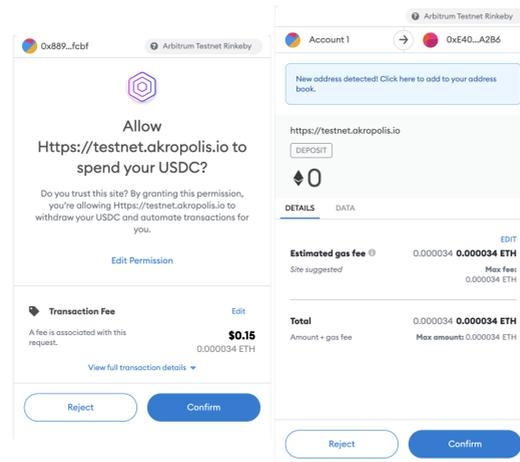 0x889...fcbf
Arbitrum Testnet Rinkeby
Allow
Https://testnet.akropolis.io to
spend your USDC?
Do you trust this site? By granting this permission,
you're allowing Https://testnet.akropolis.io to
withdraw your USDC and automate transactions for
you.
Edit Permission
Transaction Fee
Edit
A fee is associated with this
request.
$0.15
0.000034 ETH
View full transaction details
Reject
Confirm
Arbitrum Testnet Rinkeby
Account 1
0xE40...A2B6
New address detected! Click here to add to your address
book.
https://testnet.akropolis.io
DEPOSIT
0
DETAILS
DATA
EDIT
Estimated gas fee
0.000034 0.000034 ETH
Site suggested
Max fee:
0.000034 ETH
Total
0.000034 0.000034 ETH
Amount + gas fee
Max amount: 0.000034 ETH
Reject
Confirm